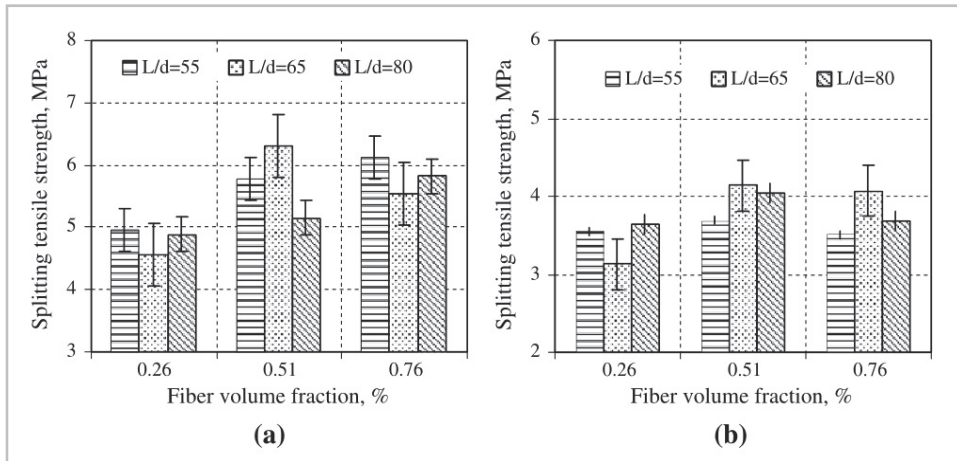 Splitting tensile strength, MPa
8
7
6
5
4
3
L/d=55 L/d=65 L/d=80
0.26 0.51 0.76
Fiber volume fraction, %
(a)
Splitting tensile strength, MPa
6
5
4
3
2
L/d=55 L/d=65 L/d=80
0.26 0.51 0.76
Fiber volume fraction, %
(b)